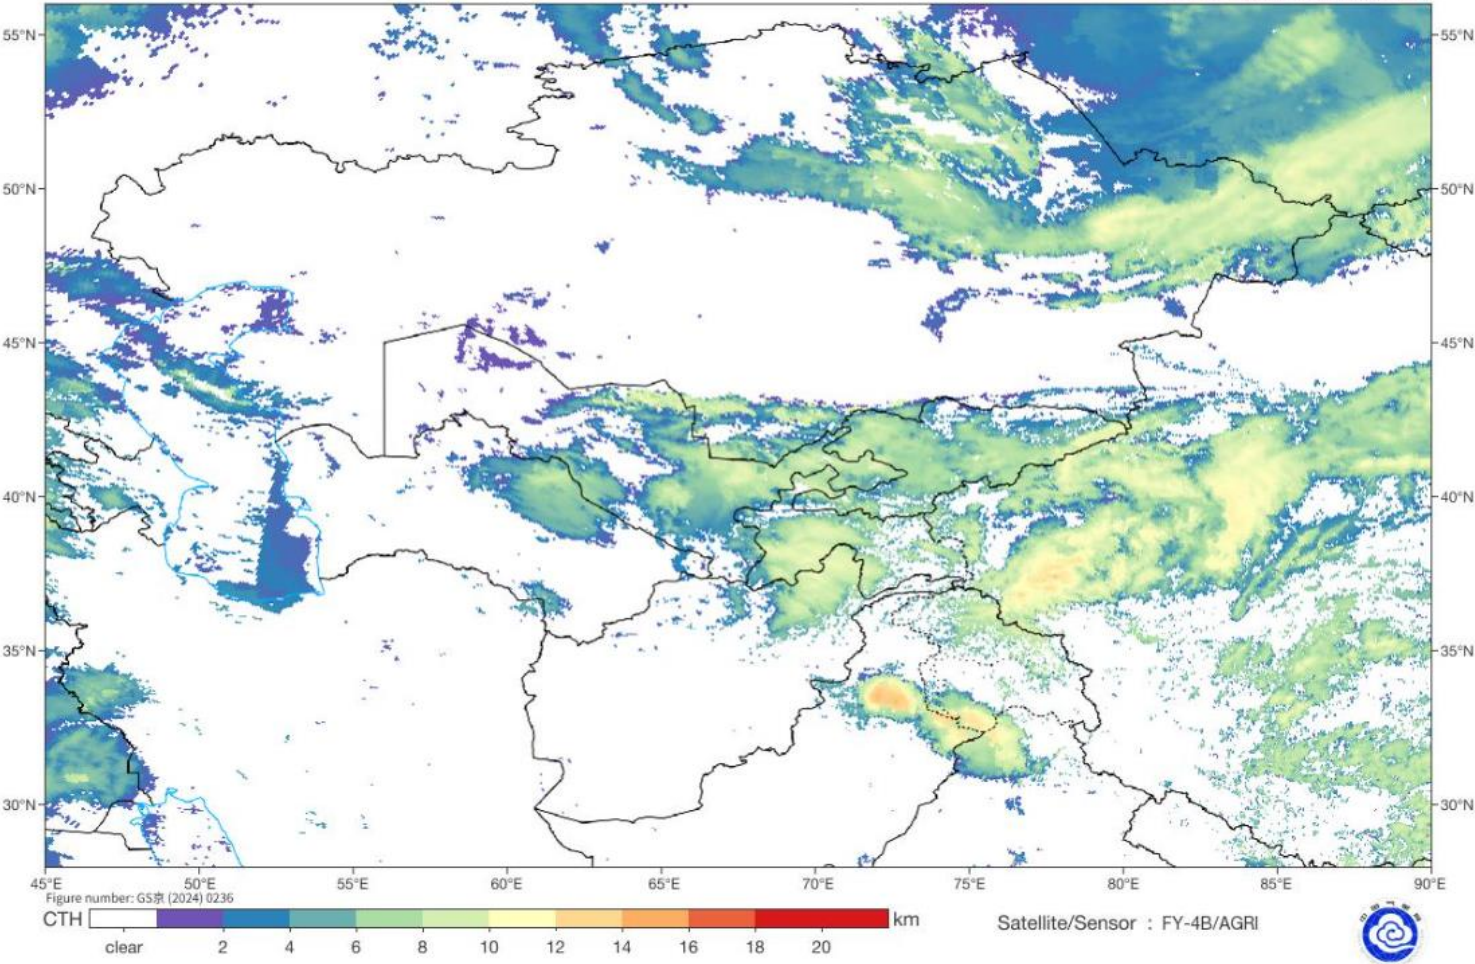 55°N 55°N
50°N 50°N
45°N 45°N
40°N 40°N
35°N 35°N
30°N 30°N
45°E 50°E 55°E 60°E 65°E 70°E 75°E 80°E 85°E 90°E
Figure number: GS京 (2024) 0236
CTH km
clear 2 4 6 8 10 12 14 16 18 20
Satellite/Sensor : FY-4B/AGRI